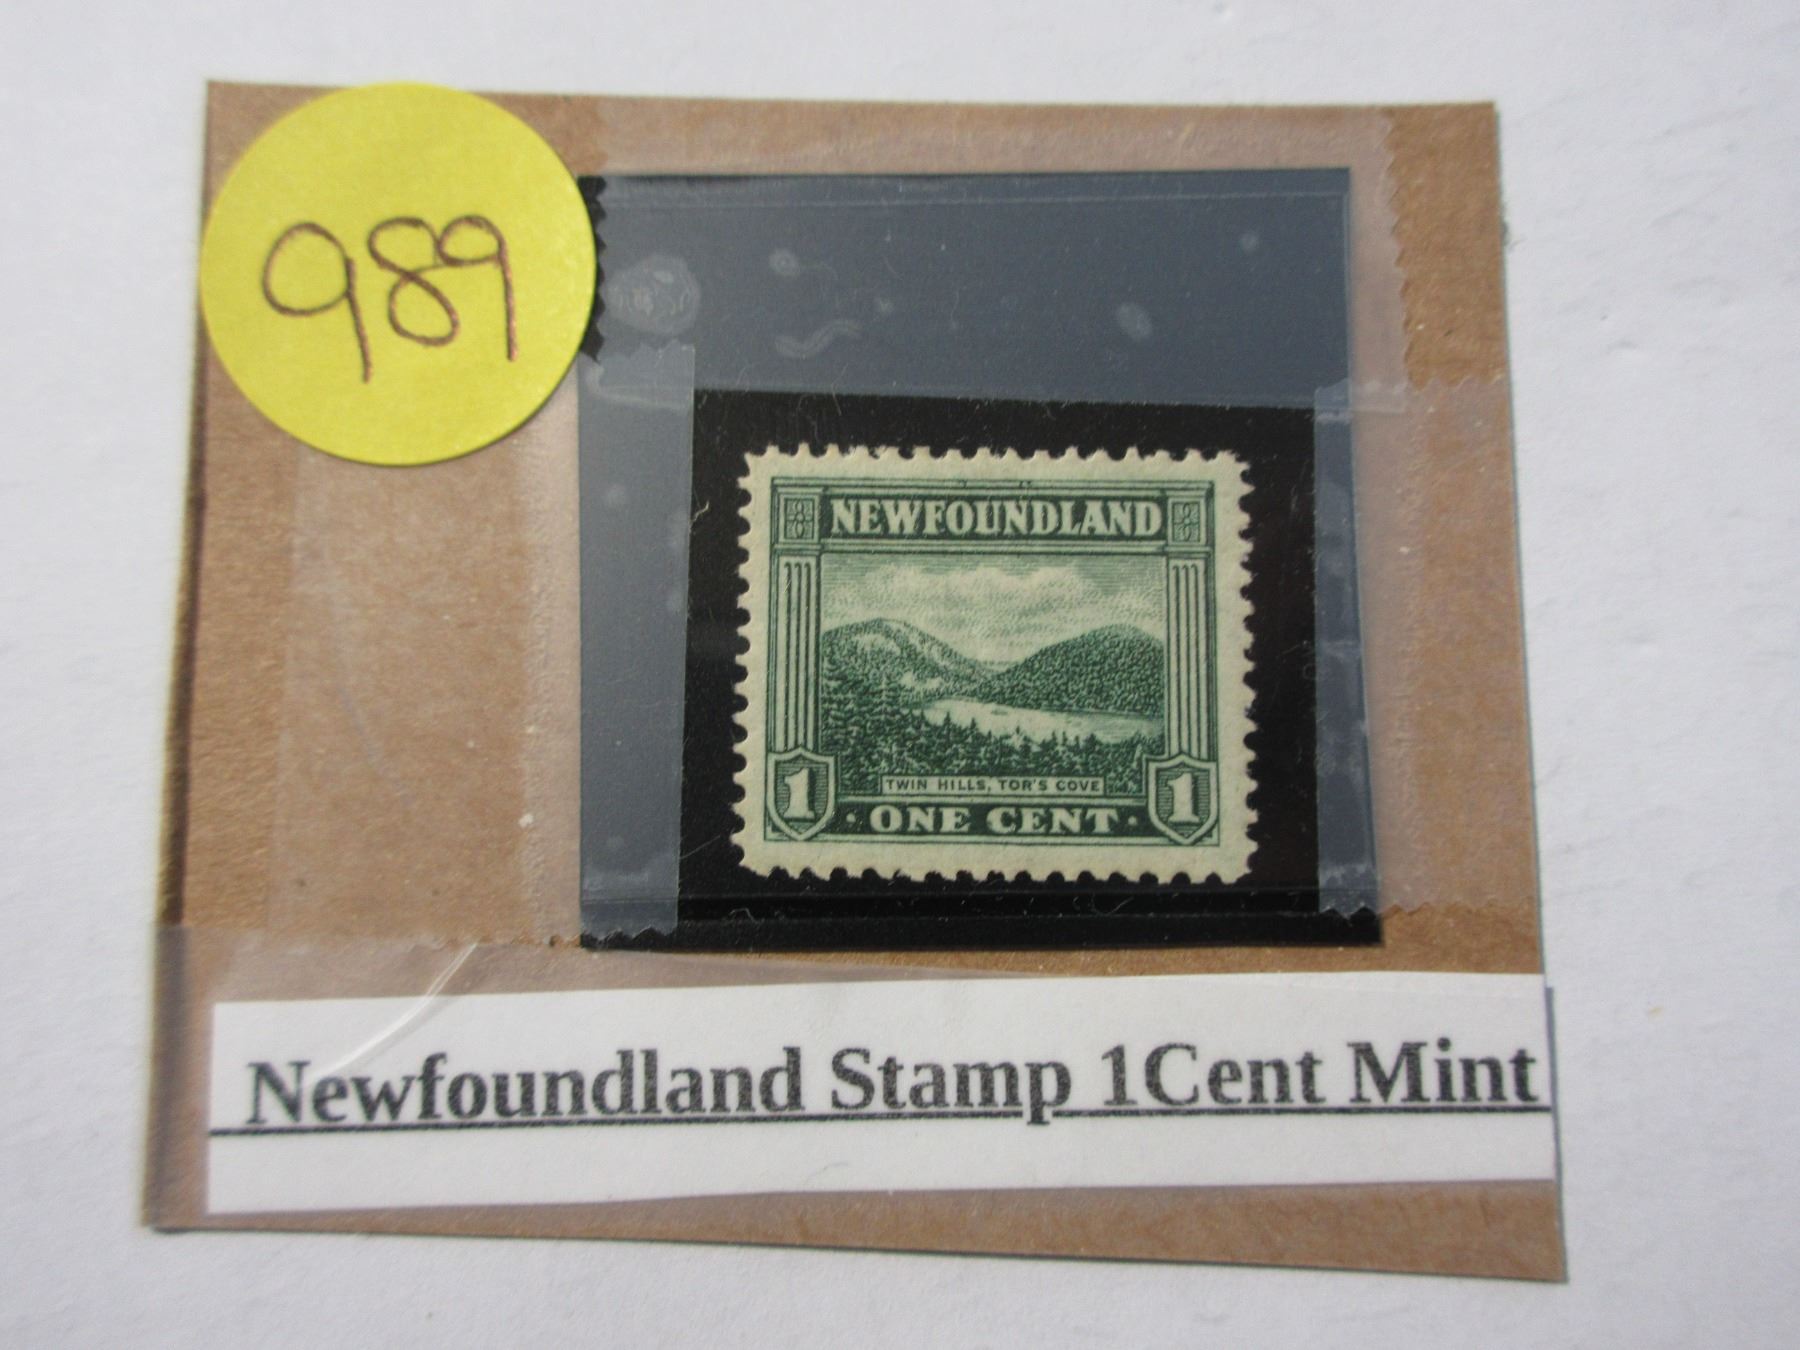 989
NEWFOUNDLAND
TWIN HILLS, TOR'S COVE
1 · ONE CENT · 1
Newfoundland Stamp 1Cent Mint